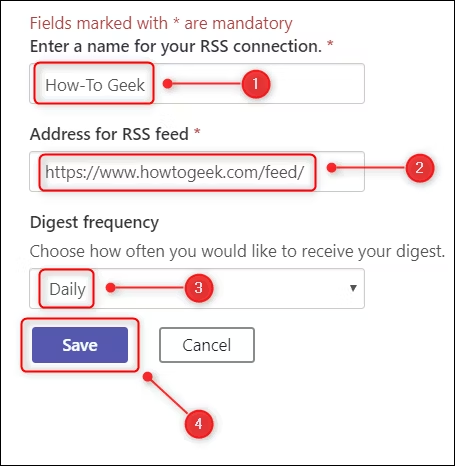 Fields marked with * are mandatory
Enter a name for your RSS connection. *
How-To Geek
1
Address for RSS feed *
https://www.howtogeek.com/feed/
2
Digest frequency
Choose how often you would like to receive your digest.
Daily
3
Save Cancel
4